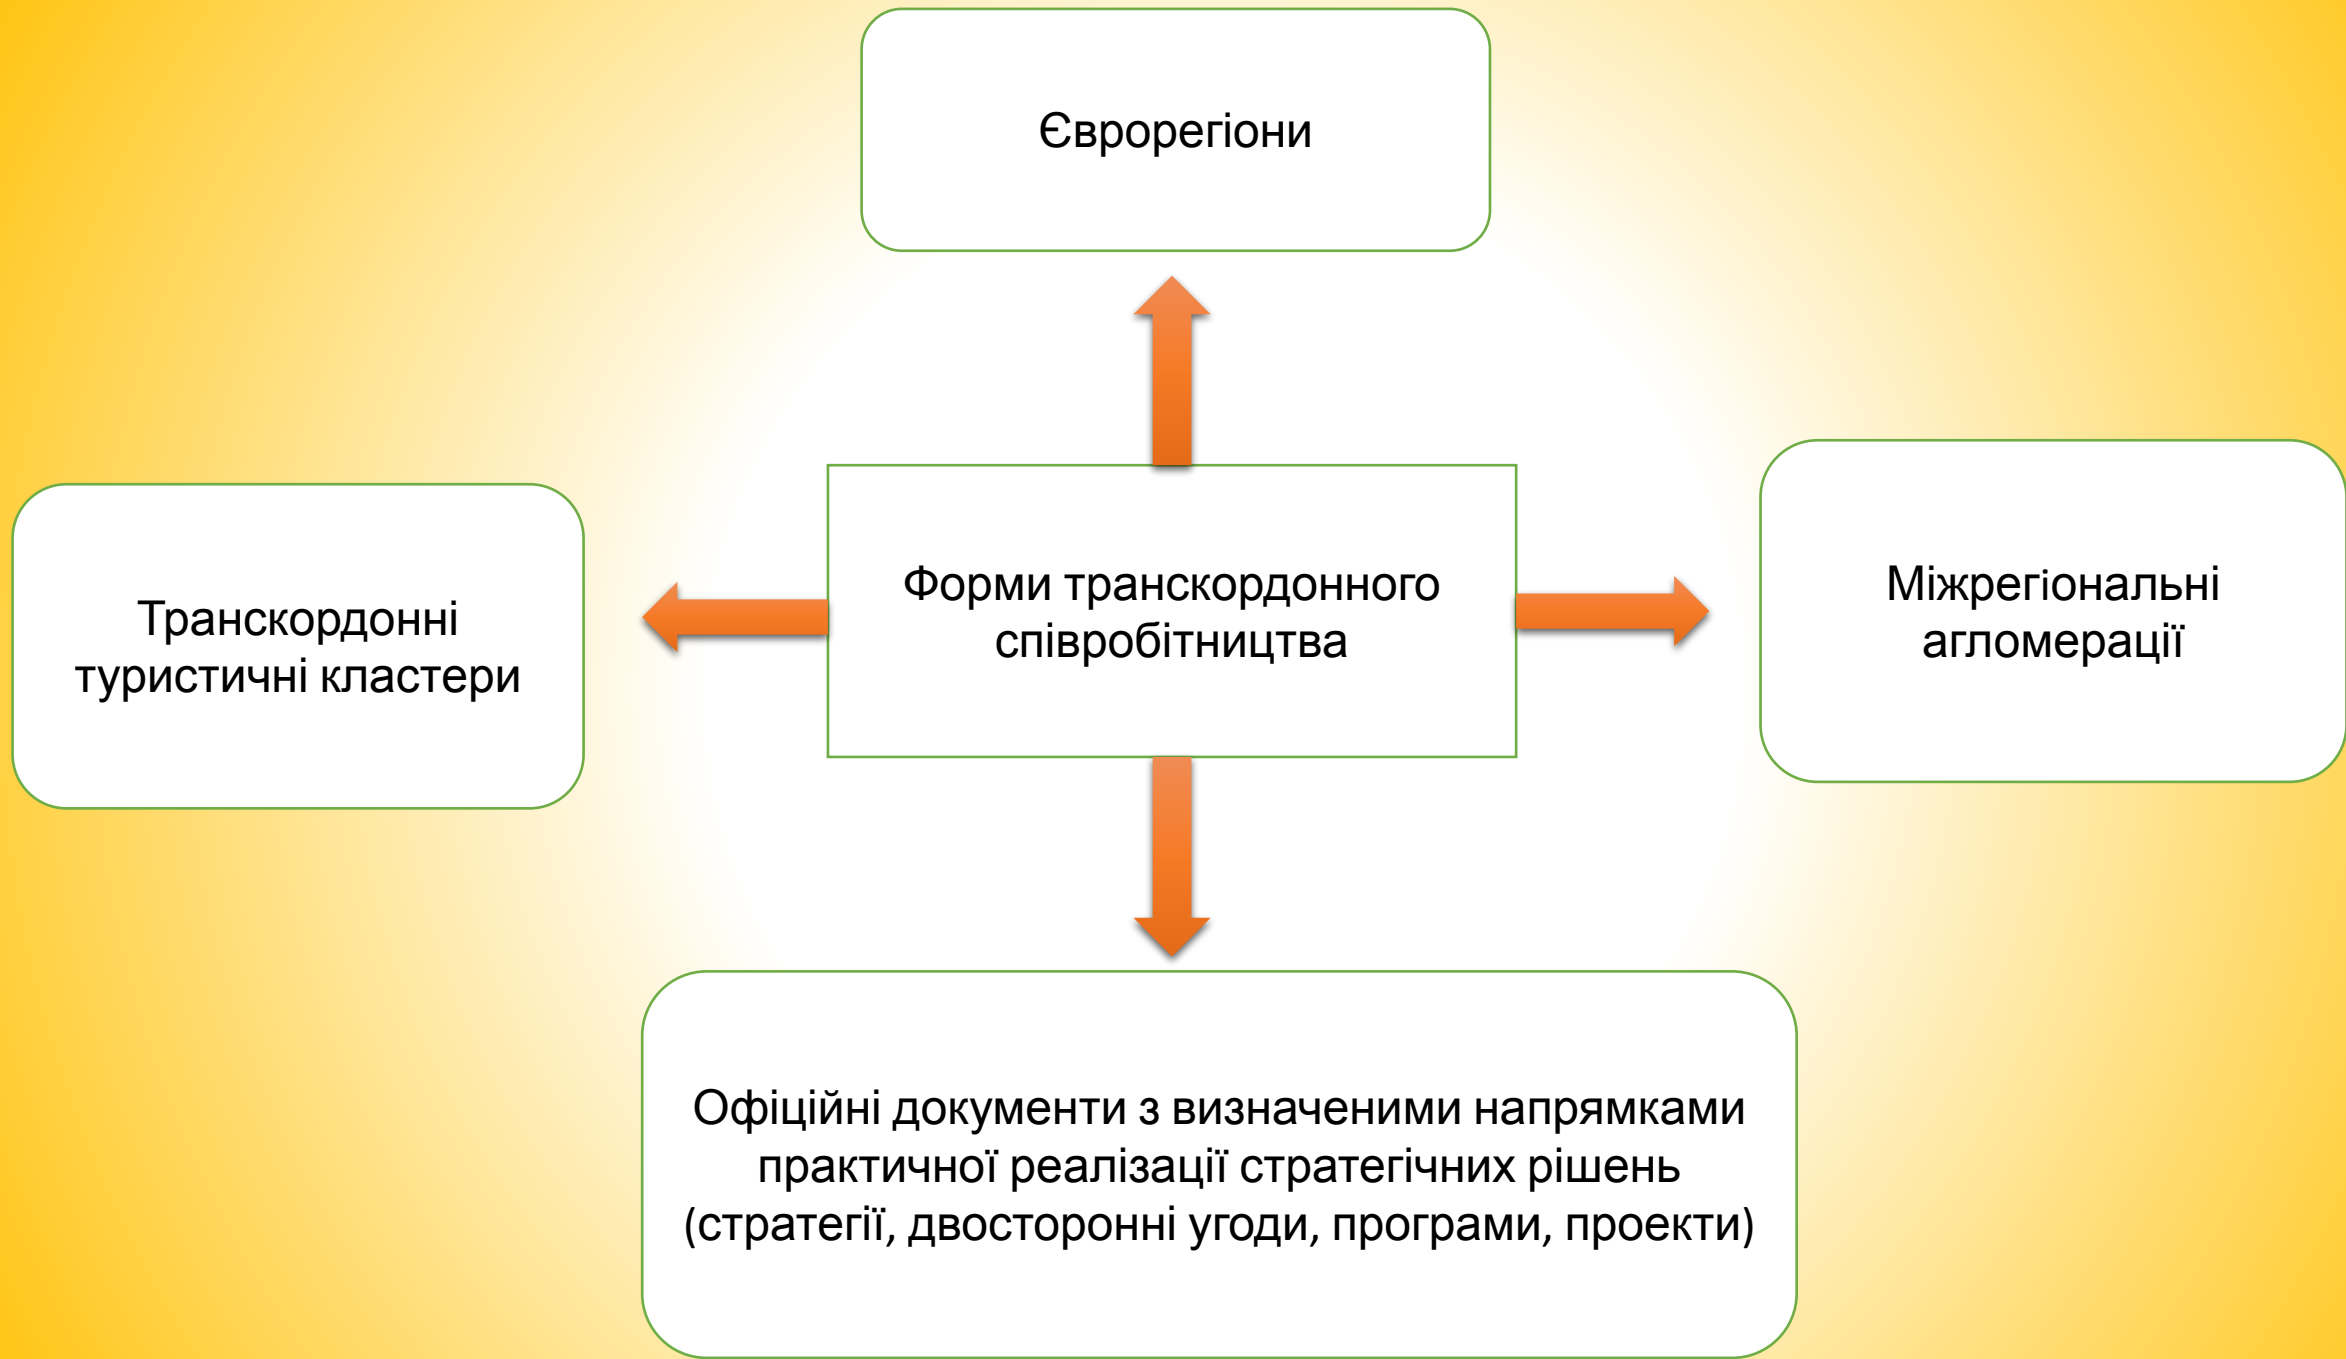 Єврорегіони
Транскордонні
туристичні кластери
Форми транскордонного
співробітництва
Міжрегіональні
агломерації
Офіційні документи з визначеними напрямками
практичної реалізації стратегічних рішень
(стратегії, двосторонні угоди, програми, проекти)